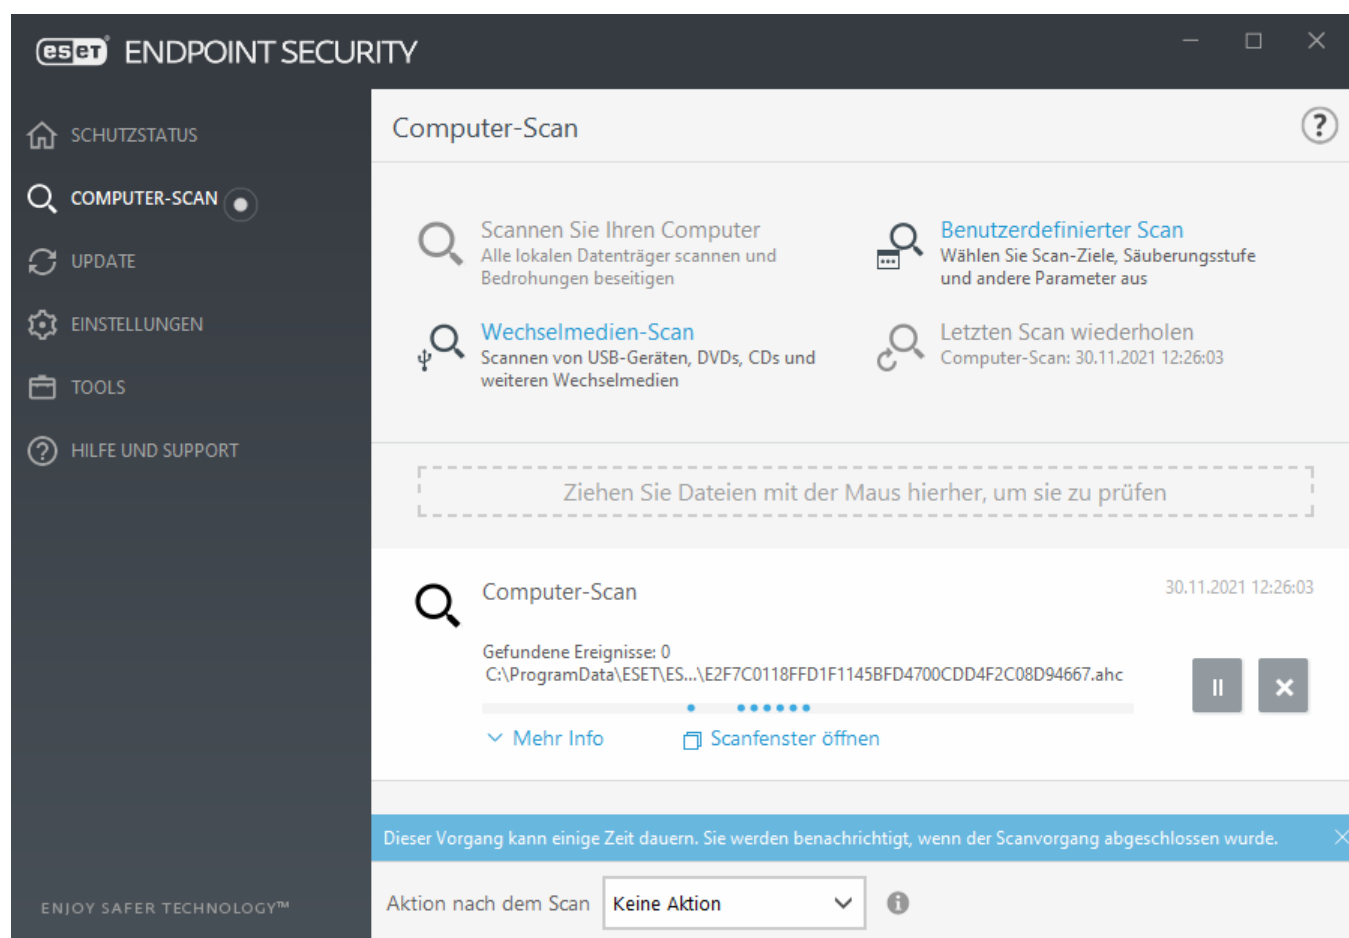 eset ENDPOINT SECURITY
SCHUTZSTATUS
COMPUTER-SCAN
UPDATE
EINSTELLUNGEN
TOOLS
HILFE UND SUPPORT
ENJOY SAFER TECHNOLOGY™
Computer-Scan
?
Scannen Sie Ihren Computer
Alle lokalen Datenträger scannen und
Bedrohungen beseitigen
Benutzerdefinierter Scan
Wählen Sie Scan-Ziele, Säuberungsstufe
und andere Parameter aus
Wechselmedien-Scan
Scannen von USB-Geräten, DVDs, CDs und
weiteren Wechselmedien
Letzten Scan wiederholen
Computer-Scan: 30.11.2021 12:26:03
Ziehen Sie Dateien mit der Maus hierher, um sie zu prüfen
Computer-Scan
30.11.2021 12:26:03
Gefundene Ereignisse: 0
C:\ProgramData\ESET\ES...\E2F7C0118FFD1F1145BFD4700CDD4F2C08D94667.ahc
Mehr Info
Scanfenster öffnen
Dieser Vorgang kann einige Zeit dauern. Sie werden benachrichtigt, wenn der Scanvorgang abgeschlossen wurde.
Aktion nach dem Scan
Keine Aktion